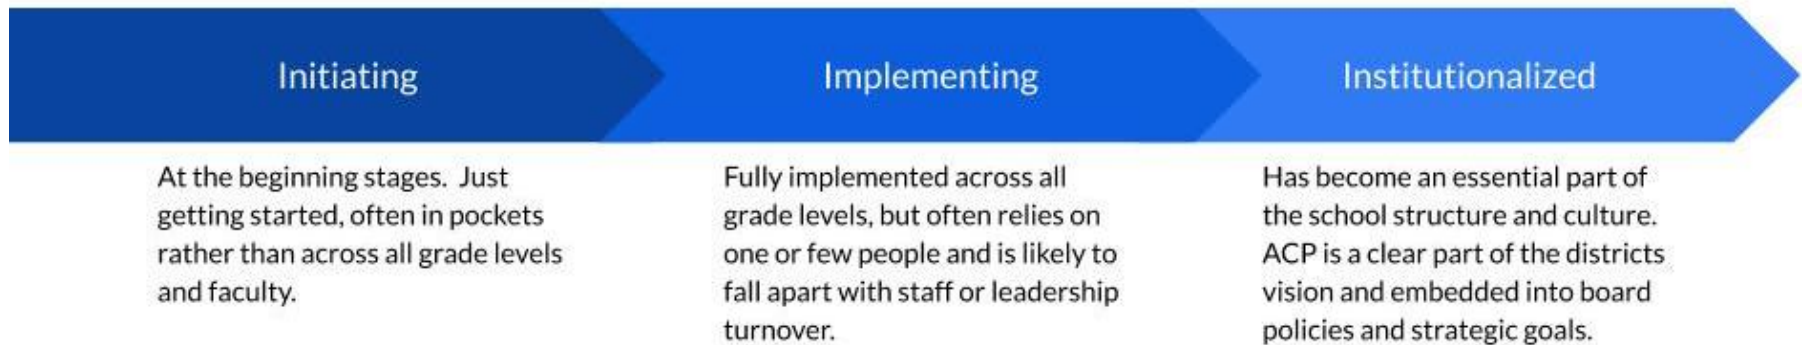 Initiating
At the beginning stages.  Just
getting started, often in pockets
rather than across all grade levels
and faculty.
Implementing
Fully implemented across all
grade levels, but often relies on
one or few people and is likely to
fall apart with staff or leadership
turnover.
Institutionalized
Has become an essential part of
the school structure and culture.
ACP is a clear part of the districts
vision and embedded into board
policies and strategic goals.